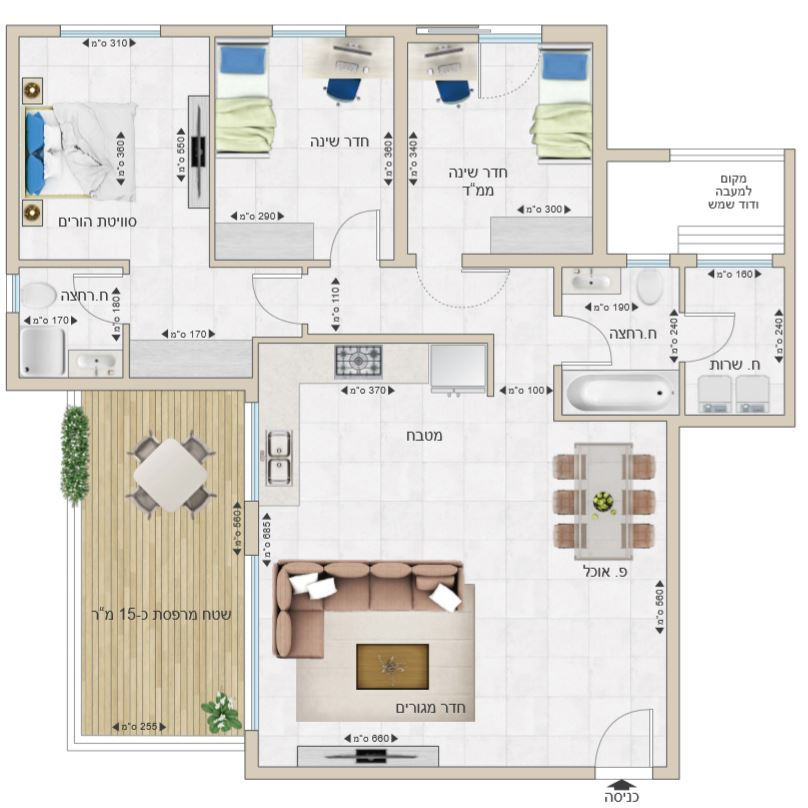 310 ס"מ
חדר שינה
360 ס"מ
290 ס"מ
340 ס"מ
חדר שינה
ממ"ד
300 ס"מ
מקום
למעבה
ודוד שמש
360 ס"מ
550 ס"מ
סוויטת הורים
ח.רחצה
180 ס"מ
170 ס"מ
170 ס"מ
110 ס"מ
160 ס"מ
190 ס"מ
ח.רחצה
240 ס"מ
240 ס"מ
ח. שרות
370 ס"מ
100 ס"מ
מטבח
560 ס"מ
685 ס"מ
פ. אוכל
560 ס"מ
שטח מרפסת כ-15 מ"ר
חדר מגורים
255 ס"מ
660 ס"מ
כניסה